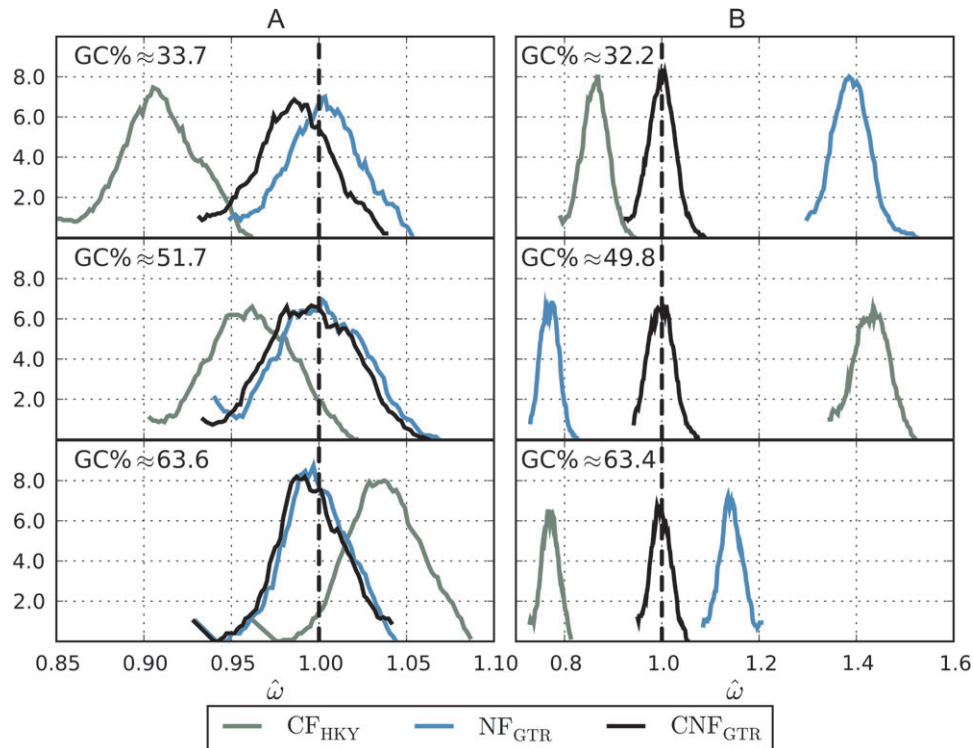 A
B
GC% ≈33.7
GC% ≈32.2
8.0
6.0
4.0
2.0
GC% ≈51.7
GC% ≈49.8
8.0
6.0
4.0
2.0
GC% ≈63.6
GC% ≈63.4
8.0
6.0
4.0
2.0
0.85 0.90 0.95 1.00 1.05 1.10 0.8 1.0 1.2 1.4 1.6
ω̂ ω̂
CF_HKY NF_GTR CNF_GTR